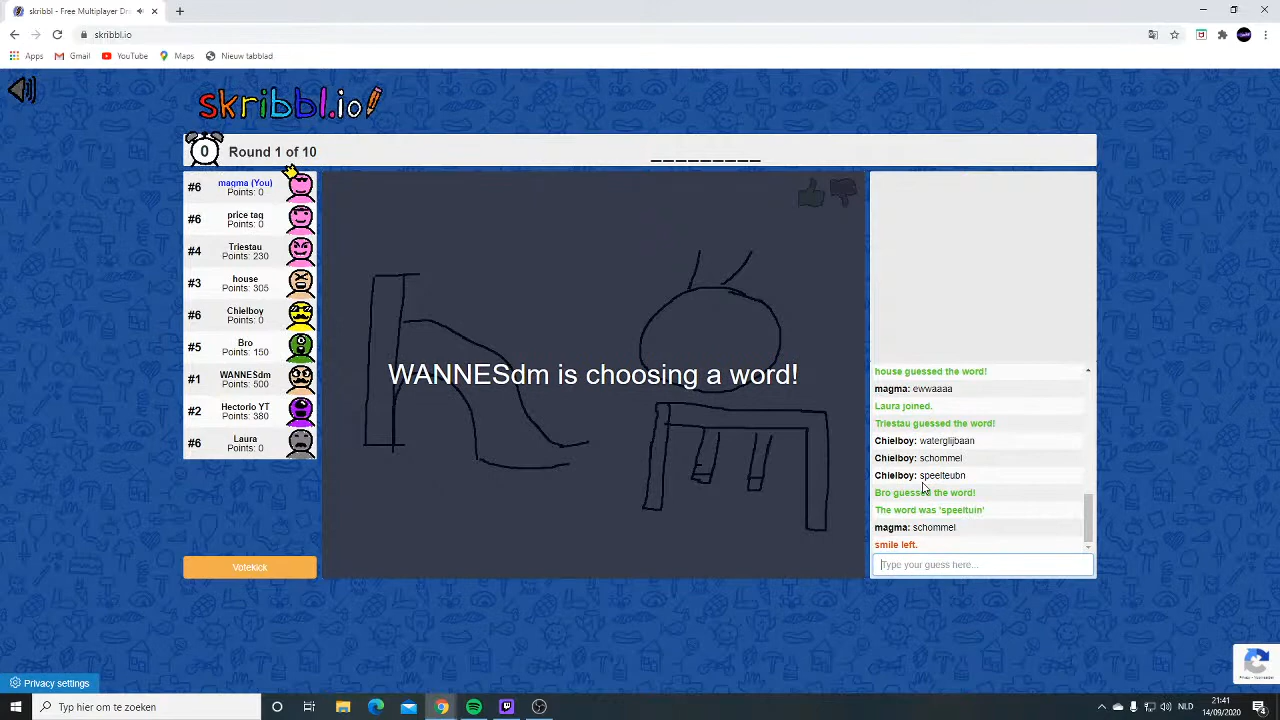 skribbl - Free Multiplayer Dr
skribbl.io
Apps
Gmail
YouTube
Maps
Nieuw tabblad
skribbl.io
0
Round 1 of 10
_________
#6
magma (You)
Points: 0
#6
price tag
Points: 0
#4
Triestau
Points: 230
#3
house
Points: 305
#6
Chielboy
Points: 0
#5
Bro
Points: 150
#1
WANNESdm
Points: 500
#2
Hectorio YT
Points: 380
#6
Laura
Points: 0
Votekick
WANNESdm is choosing a word!
house guessed the word!
magma: ewwaaaa
Laura joined.
Triestau guessed the word!
Chielboy: waterglijbaan
Chielboy: schommel
Chielboy: speelteubn
Bro guessed the word!
The word was 'speeltuin'
magma: schommel
smile left.
Type your guess here...
Privacy settings
Typ hier om te zoeken
NLD
21:41
14/09/2020
4